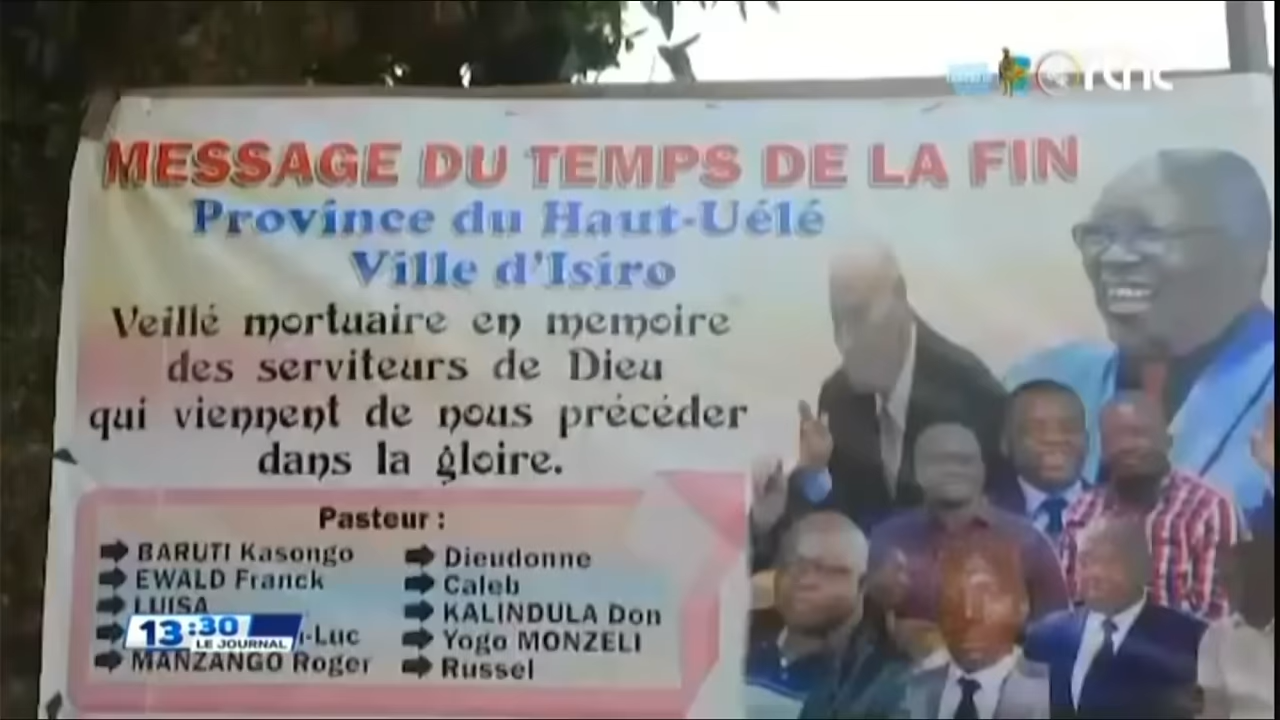 rtnc
MESSAGE DU TEMPS DE LA FIN
Province du Haut-Uélé
Ville d'Isiro
Veillé mortuaire en memoire
des serviteurs de Dieu
qui viennent de nous précéder
dans la gloire.
Pasteur :
BARUTI Kasongo
EWALD Franck
LUISA
-Luc
MANZANGO Roger
Dieudonne
Caleb
KALINDULA Don
Yogo MONZELI
Russel
13:30
LE JOURNAL